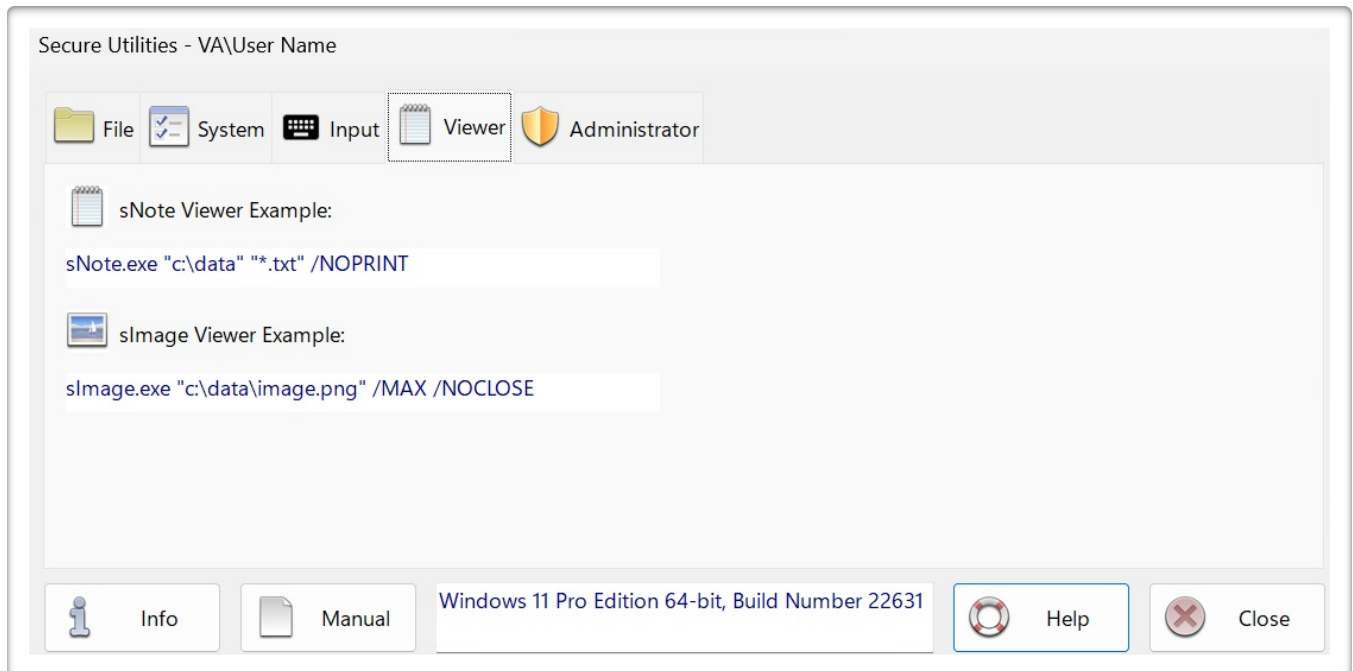 Secure Utilities - VA\User Name
File System Input Viewer Administrator
sNote Viewer Example:
sNote.exe "c:\data" "*.txt" /NOPRINT
sImage Viewer Example:
sImage.exe "c:\data\image.png" /MAX /NOCLOSE
Info Manual Windows 11 Pro Edition 64-bit, Build Number 22631 Help Close